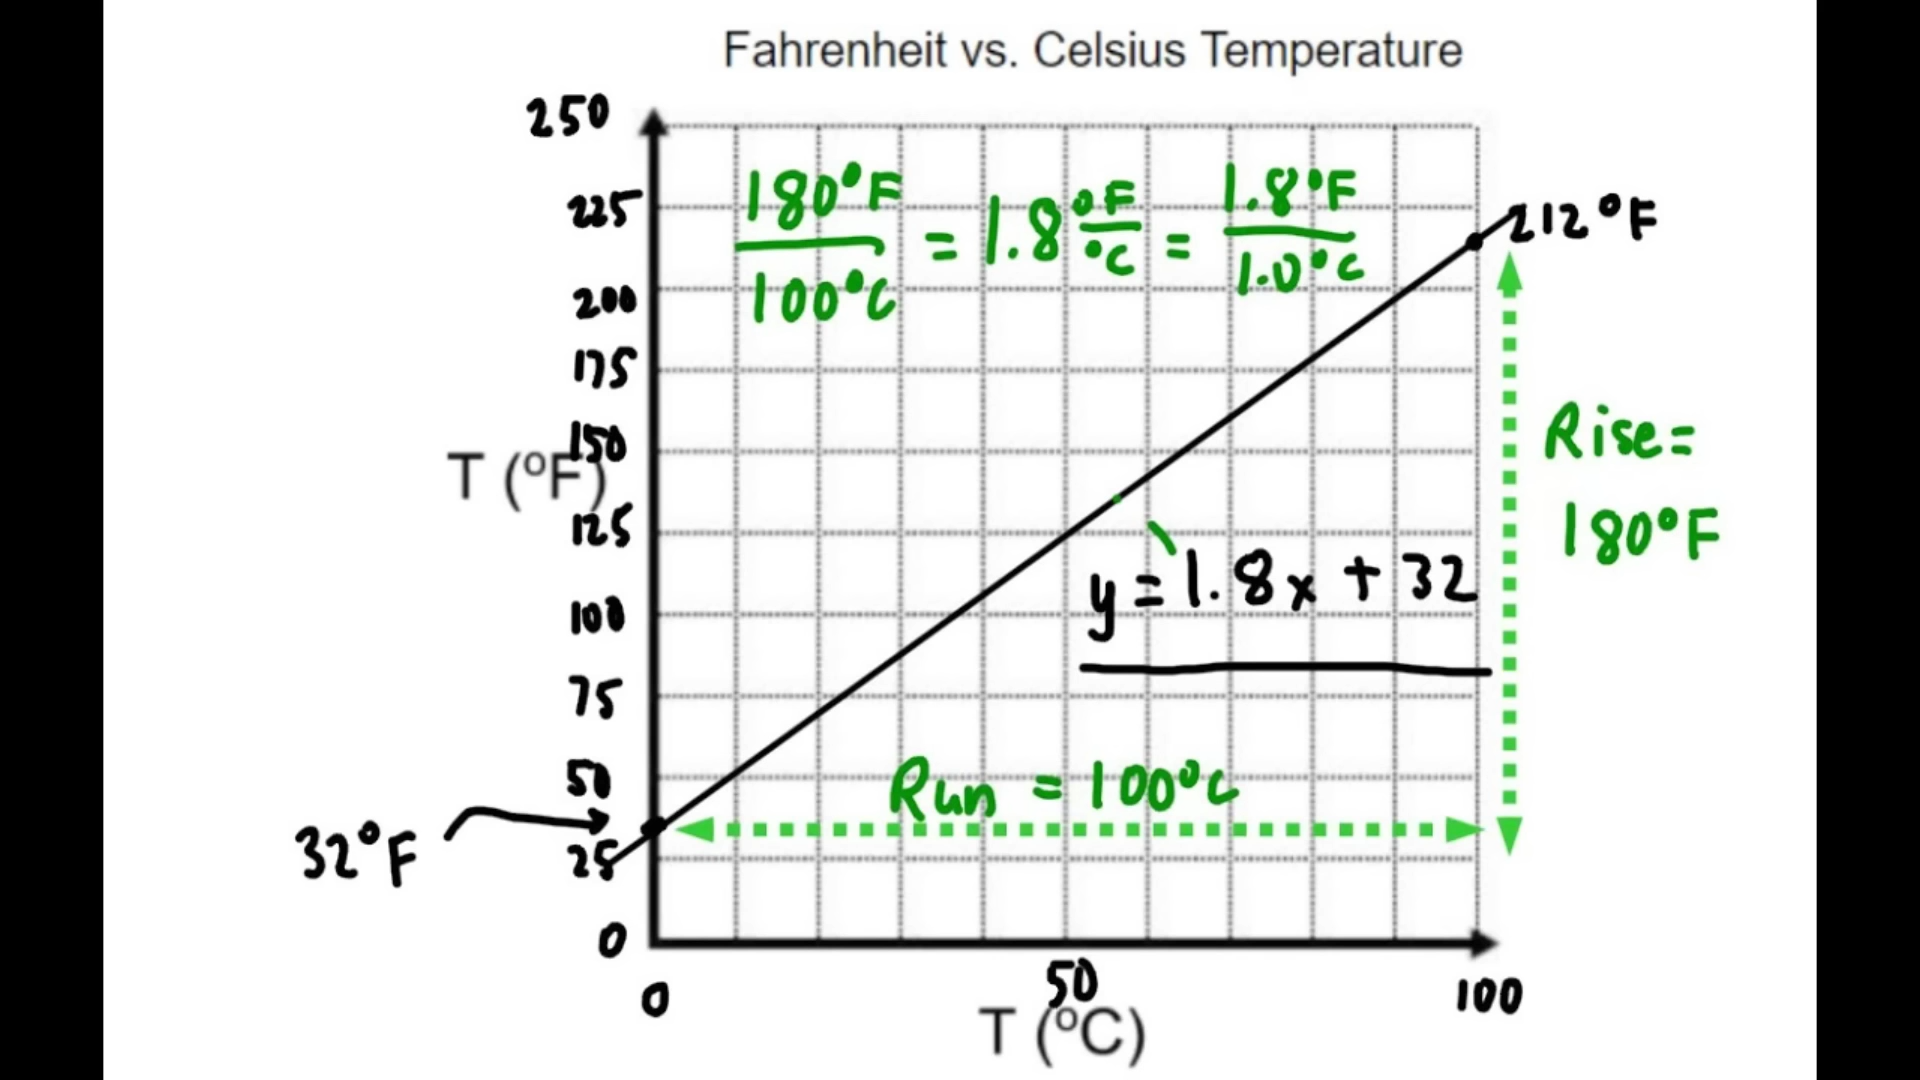 Fahrenheit vs. Celsius Temperature
250
225
200
175
150
T (°F)
125
100
75
50
25
0
180°F/100°C = 1.8 °F/°C = 1.8°F/1.0°C
212°F
Rise=
180°F
y = 1.8x + 32
Run = 100°C
32°F
0
50
100
T (°C)